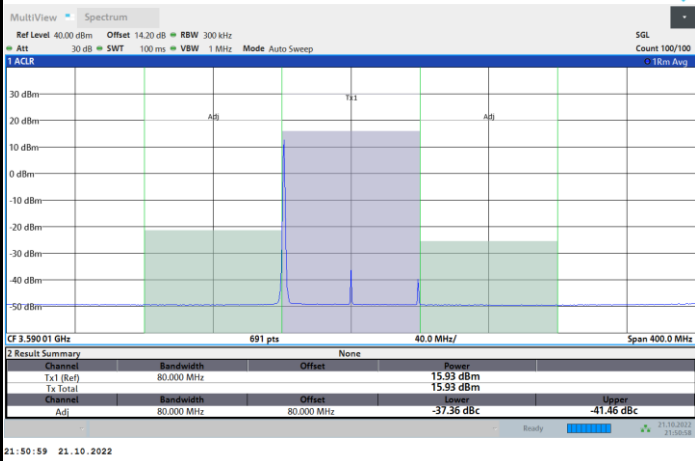 MultiView Spectrum
Ref Level 40.00 dBm Offset 14.20 dB RBW 300 kHz SGL
Att 30 dB SWT 100 ms VBW 1 MHz Mode Auto Sweep Count 100/100
1 ACLR 1Rm Avg
30 dBm
Tx1
20 dBm
Adj Adj
10 dBm
0 dBm
-10 dBm
-20 dBm
-30 dBm
-40 dBm
-50 dBm
CF 3.590 01 GHz 691 pts 40.0 MHz/ Span 400.0 MHz
2 Result Summary None
Channel Bandwidth Offset Power
Tx1 (Ref) 80.000 MHz 15.93 dBm
Tx Total 15.93 dBm
Channel Bandwidth Offset Lower Upper
Adj 80.000 MHz 80.000 MHz -37.36 dBc -41.46 dBc
Ready 21.10.2022
21:50:58
21:50:59 21.10.2022